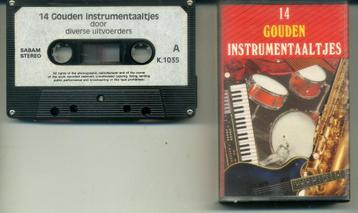 14 Gouden instrumentaaltjes
door
diverse uitvoerders
SABAM
STEREO
A
K.1035
14
GOUDEN
INSTRUMENTAALTJES